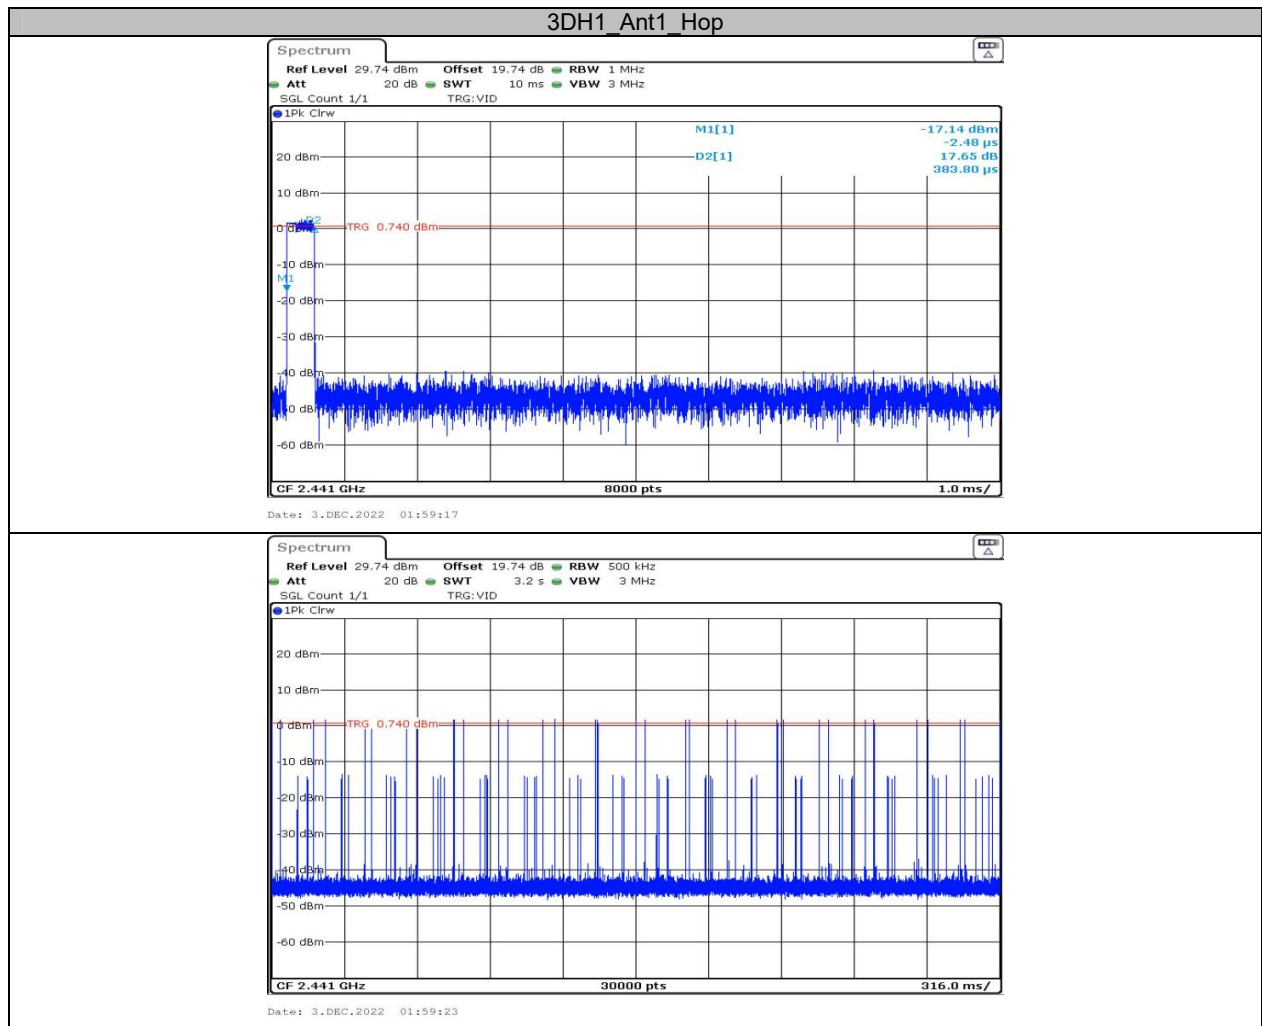 3DH1_Ant1_Hop
Spectrum
Ref Level 29.74 dBm Offset 19.74 dB RBW 1 MHz
Att 20 dB SWT 10 ms VBW 3 MHz
SGL Count 1/1 TRG:VID
1Pk Clrw
M1[1] -17.14 dBm
-2.48 µs
20 dBm D2[1] 17.65 dB
383.80 µs
10 dBm
D2
0 dBm TRG 0.740 dBm
-10 dBm
M1
-20 dBm
-30 dBm
-40 dBm
-50 dBm
-60 dBm
CF 2.441 GHz 8000 pts 1.0 ms/
Date: 3.DEC.2022 01:59:17
Spectrum
Ref Level 29.74 dBm Offset 19.74 dB RBW 500 kHz
Att 20 dB SWT 3.2 s VBW 3 MHz
SGL Count 1/1 TRG:VID
1Pk Clrw
20 dBm
10 dBm
0 dBm TRG 0.740 dBm
-10 dBm
-20 dBm
-30 dBm
-40 dBm
-50 dBm
-60 dBm
CF 2.441 GHz 30000 pts 316.0 ms/
Date: 3.DEC.2022 01:59:23